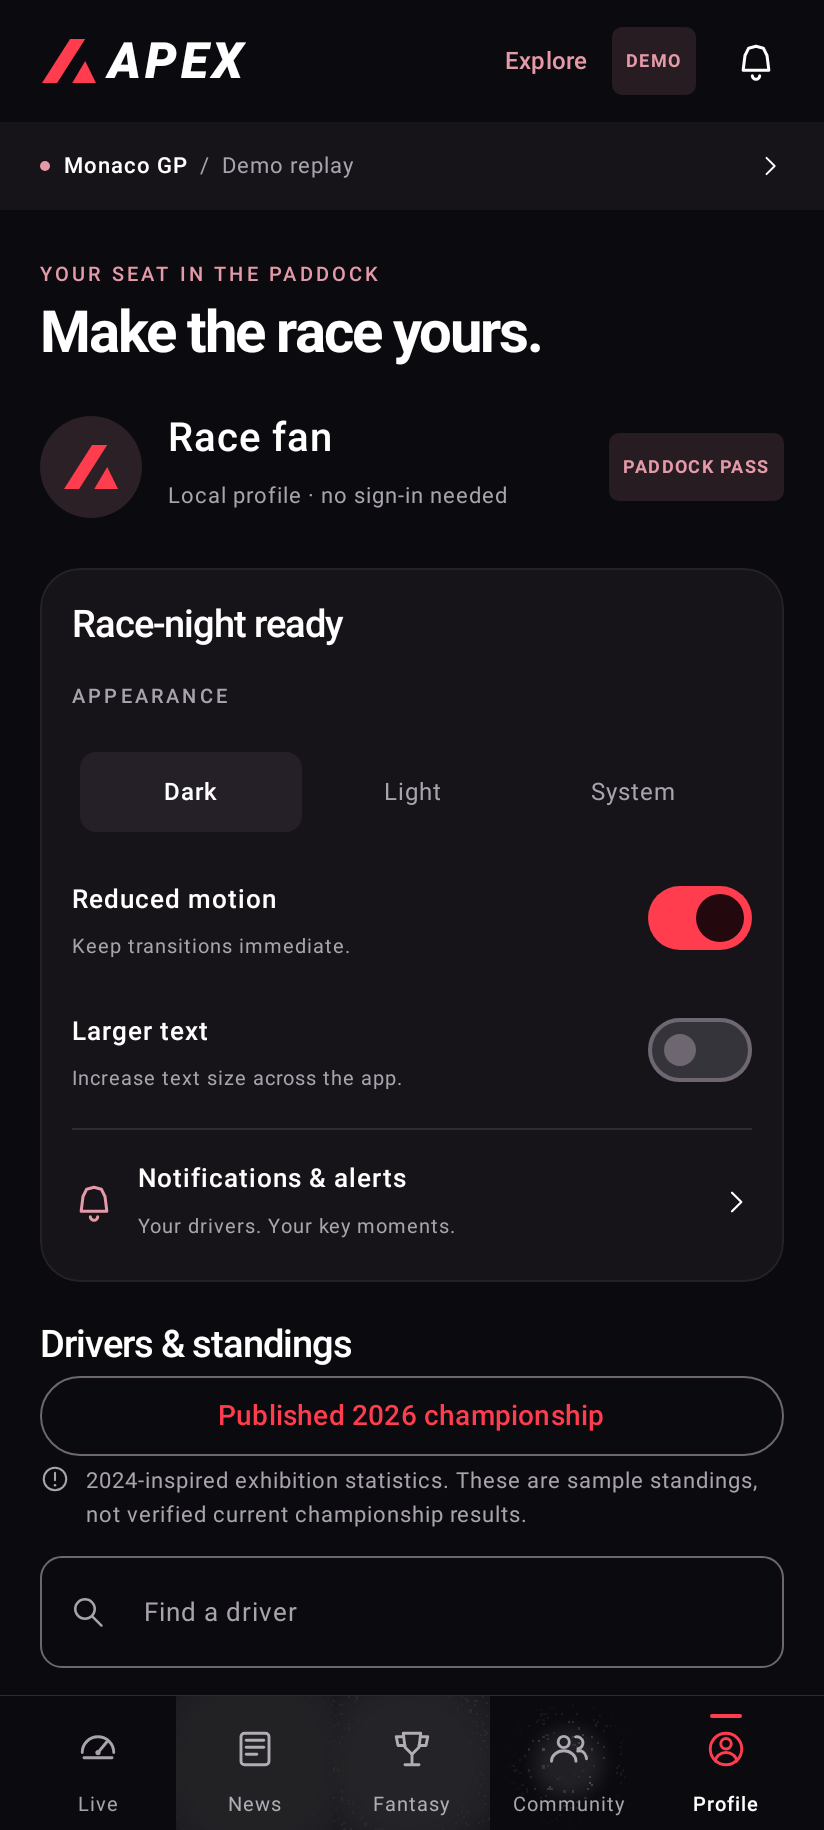 APEX
Explore
DEMO
Monaco GP / Demo replay
YOUR SEAT IN THE PADDOCK
Make the race yours.
Race fan
Local profile · no sign-in needed
PADDOCK PASS
Race-night ready
APPEARANCE
Dark
Light
System
Reduced motion
Keep transitions immediate.
Larger text
Increase text size across the app.
Notifications & alerts
Your drivers. Your key moments.
Drivers & standings
Published 2026 championship
2024-inspired exhibition statistics. These are sample standings,
not verified current championship results.
Find a driver
Live
News
Fantasy
Community
Profile